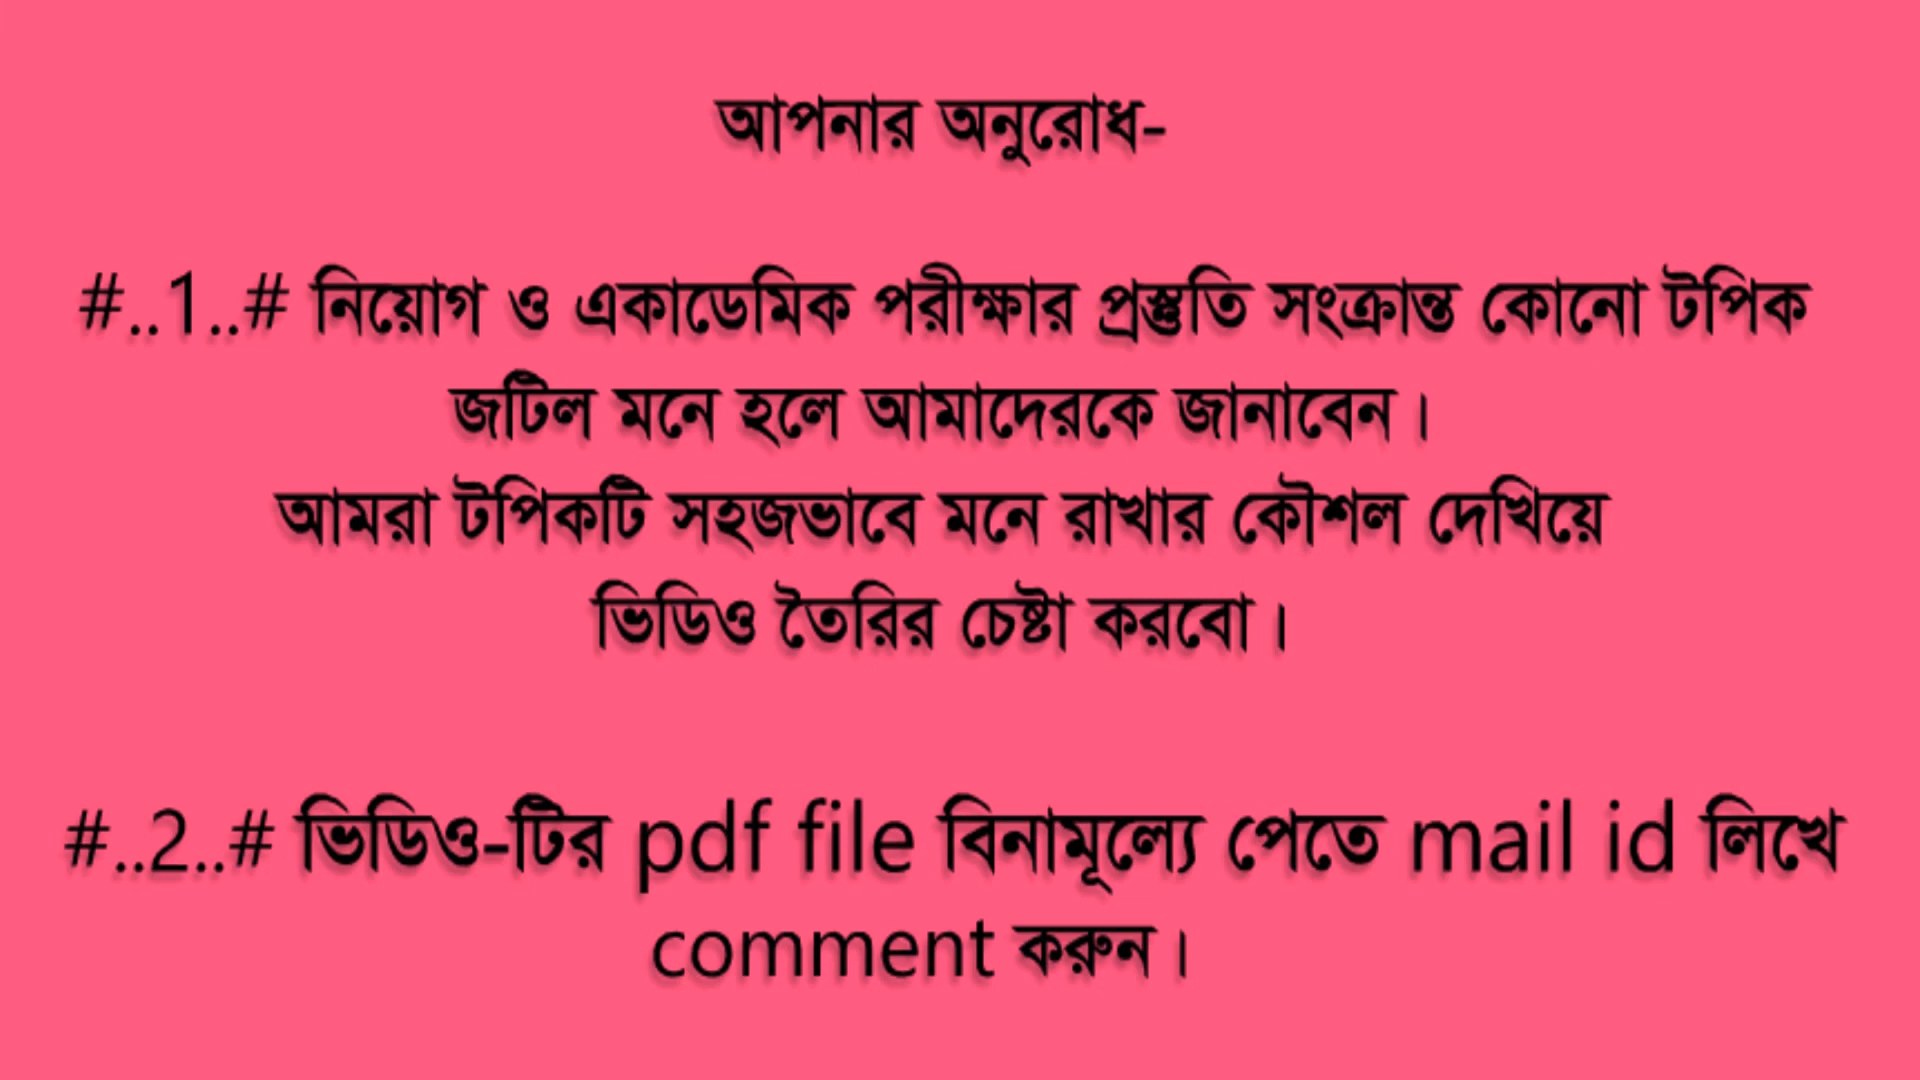 আপনার অনুরোধ-
#..1..# নিয়োগ ও একাডেমিক পরীক্ষার প্রস্তুতি সংক্রান্ত কোনো টপিক
জটিল মনে হলে আমাদেরকে জানাবেন।
আমরা টপিকটি সহজভাবে মনে রাখার কৌশল দেখিয়ে
ভিডিও তৈরির চেষ্টা করবো।
#..2..# ভিডিও-টির pdf file বিনামূল্যে পেতে mail id লিখে
comment করুন।